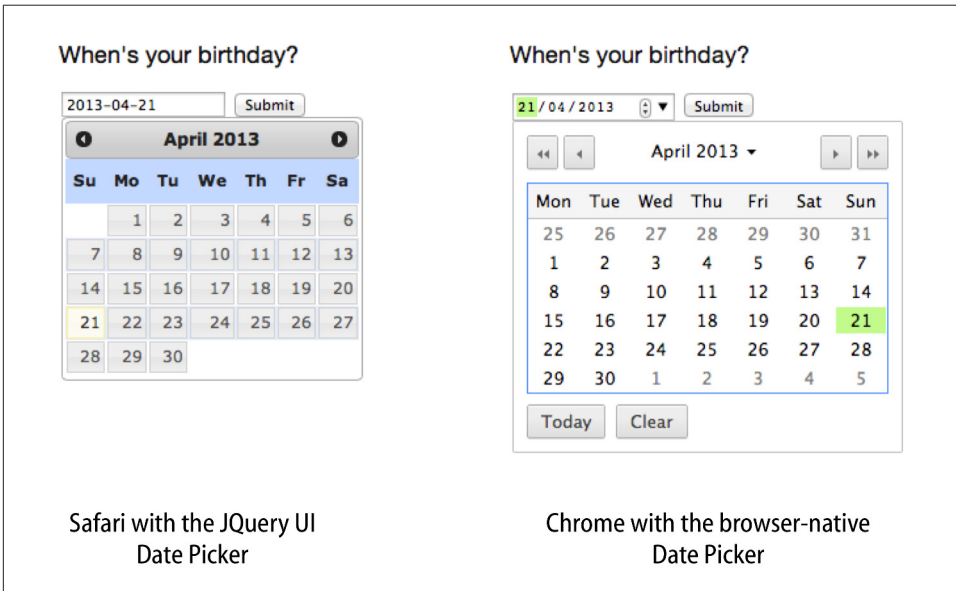 When's your birthday?
2013-04-21 Submit
April 2013
Su Mo Tu We Th Fr Sa
1 2 3 4 5 6
7 8 9 10 11 12 13
14 15 16 17 18 19 20
21 22 23 24 25 26 27
28 29 30
Safari with the JQuery UI
Date Picker
When's your birthday?
21/04/2013 Submit
April 2013
Mon Tue Wed Thu Fri Sat Sun
25 26 27 28 29 30 31
1 2 3 4 5 6 7
8 9 10 11 12 13 14
15 16 17 18 19 20 21
22 23 24 25 26 27 28
29 30 1 2 3 4 5
Today Clear
Chrome with the browser-native
Date Picker